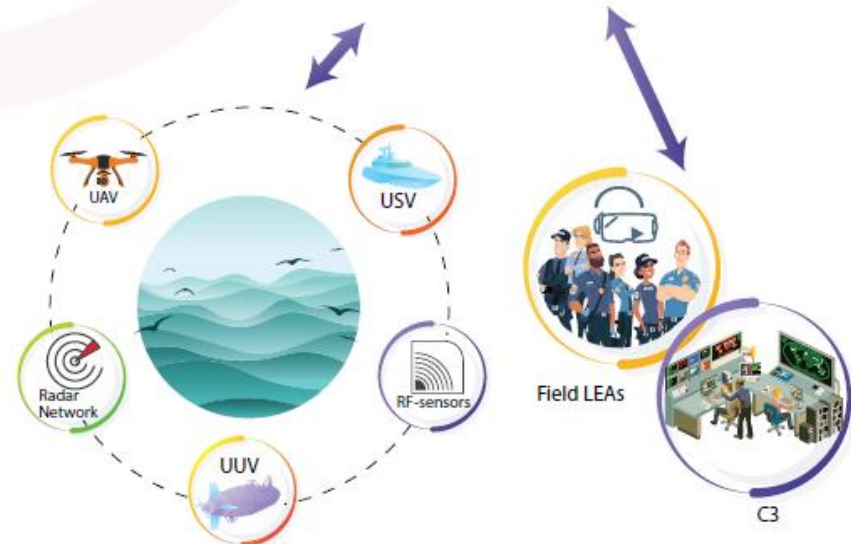 UAV
USV
Radar
Network
RF-sensors
UUV
Field LEAs
C3